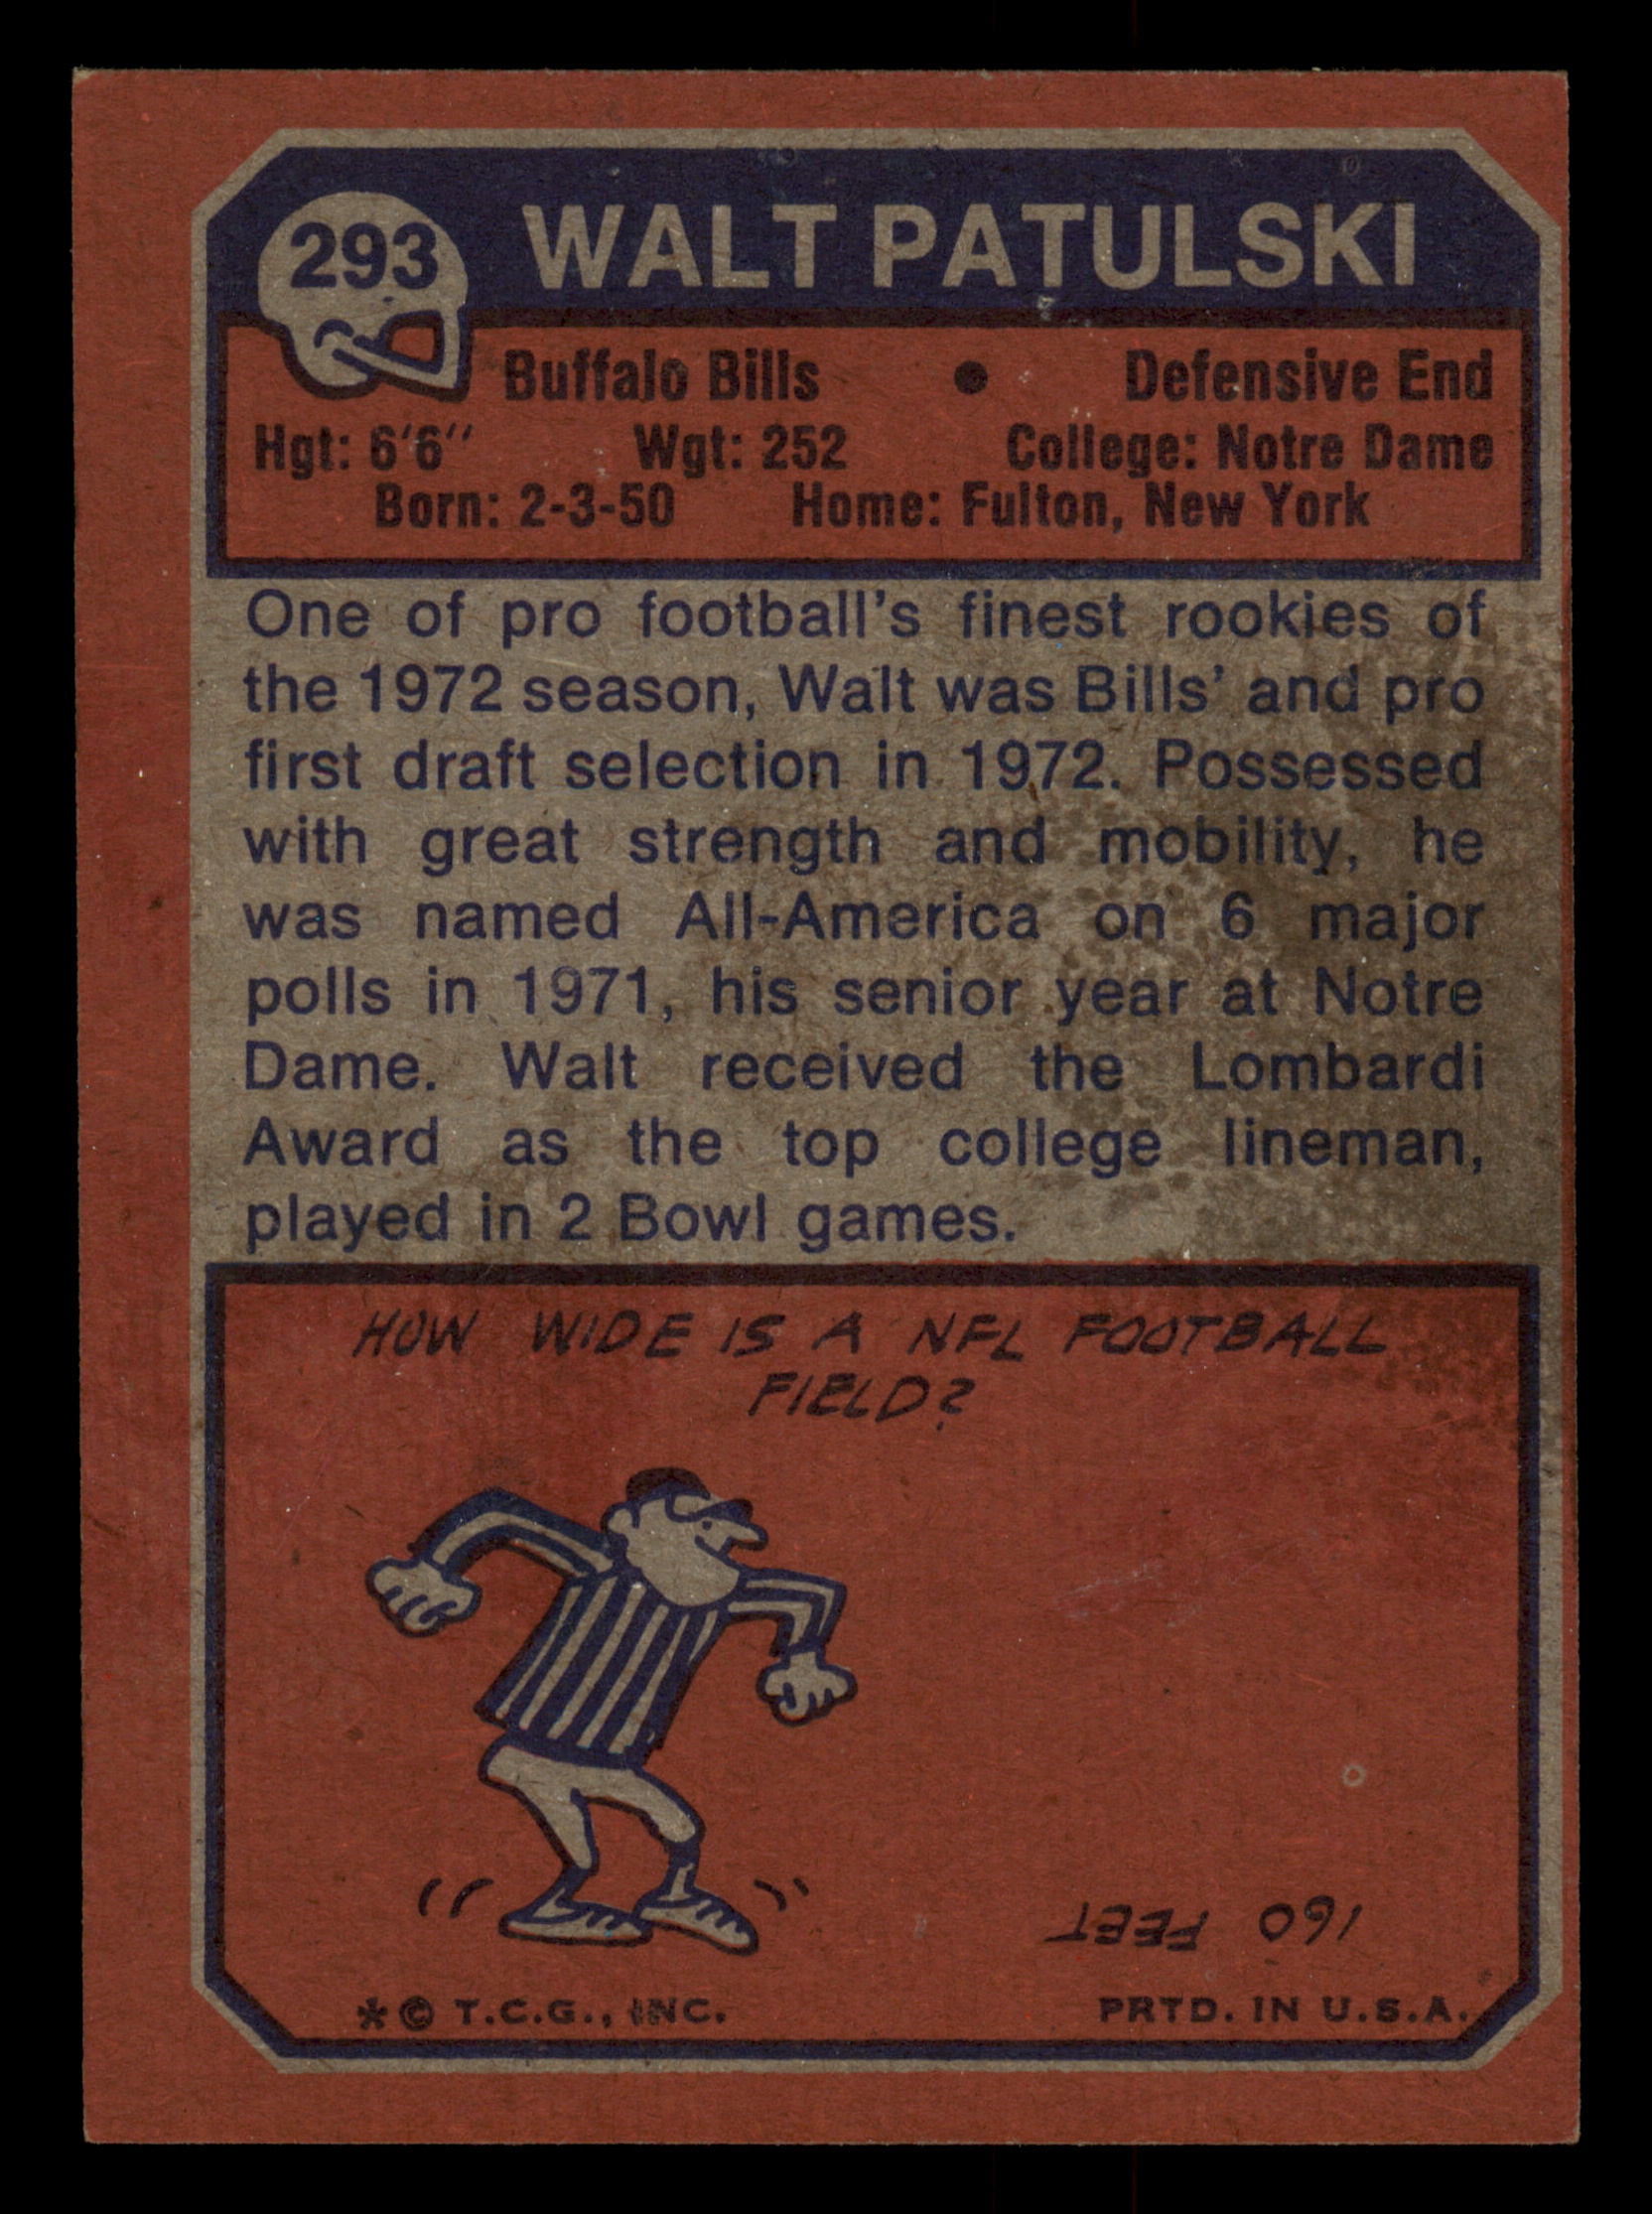 293 WALT PATULSKI
Buffalo Bills • Defensive End
Hgt: 6'6'' Wgt: 252 College: Notre Dame
Born: 2-3-50 Home: Fulton, New York
One of pro football's finest rookies of
the 1972 season, Walt was Bills' and pro
first draft selection in 1972. Possessed
with great strength and mobility, he
was named All-America on 6 major
polls in 1971, his senior year at Notre
Dame. Walt received the Lombardi
Award as the top college lineman,
played in 2 Bowl games.
HOW WIDE IS A NFL FOOTBALL
FIELD?
160 FEET
*© T.C.G., INC. PRTD. IN U.S.A.